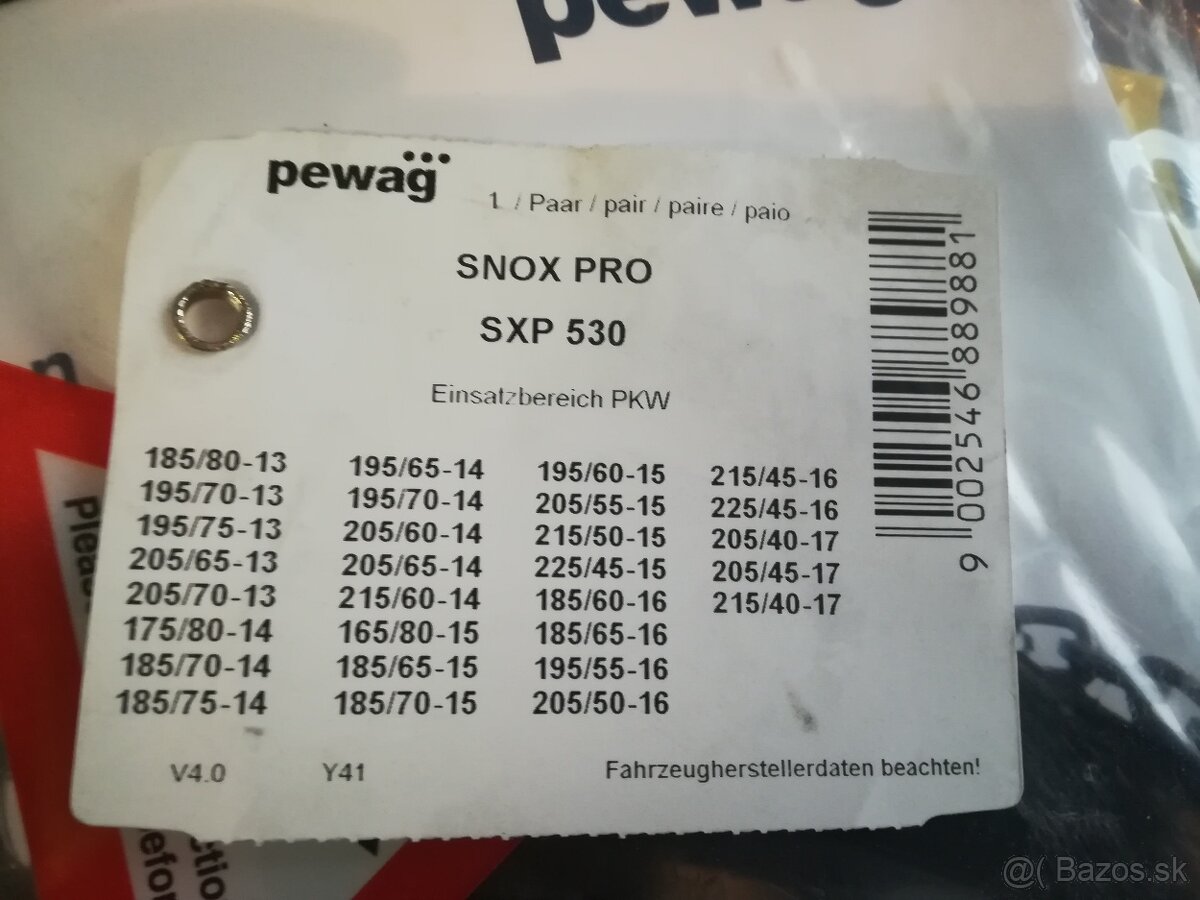 pewag
pewag
1 / Paar / pair / paire / paio
SNOX PRO
SXP 530
Einsatzbereich PKW
185/80-13 195/65-14 195/60-15 215/45-16
195/70-13 195/70-14 205/55-15 225/45-16
195/75-13 205/60-14 215/50-15 205/40-17
205/65-13 205/65-14 225/45-15 205/45-17
205/70-13 215/60-14 185/60-16 215/40-17
175/80-14 165/80-15 185/65-16
185/70-14 185/65-15 195/55-16
185/75-14 185/70-15 205/50-16
V4.0 Y41 Fahrzeugherstellerdaten beachten!
9 002546 889881
@( Bazos.sk